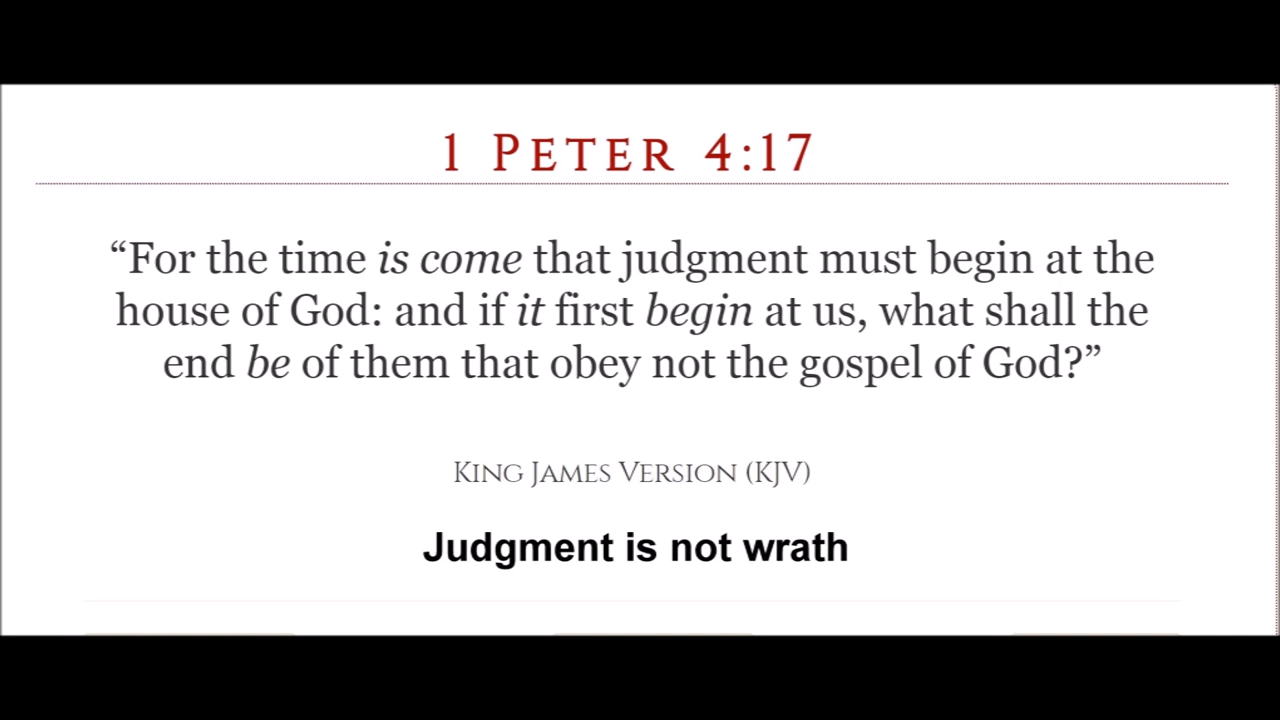 1 PETER 4:17
“For the time is come that judgment must begin at the
house of God: and if it first begin at us, what shall the
end be of them that obey not the gospel of God?”
KING JAMES VERSION (KJV)
Judgment is not wrath